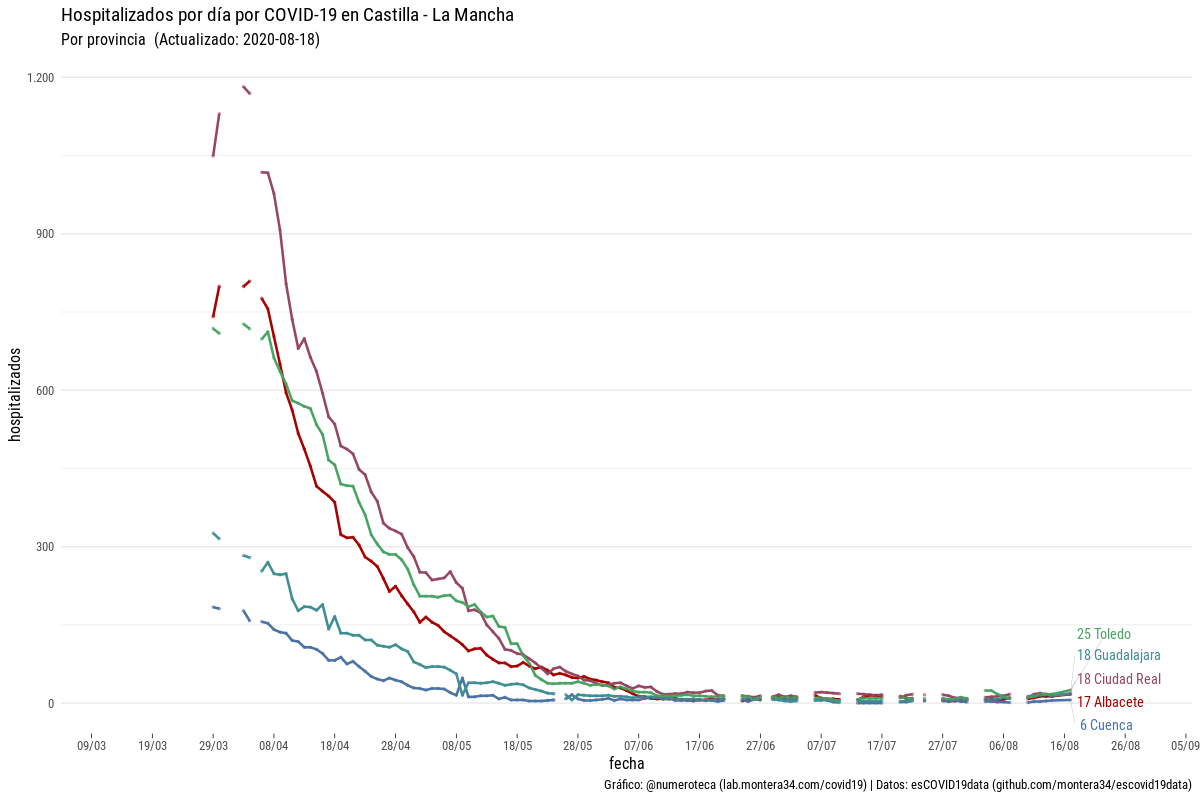 Hospitalizados por día por COVID-19 en Castilla - La Mancha
Por provincia  (Actualizado: 2020-08-18)
hospitalizados
1.200
900
600
300
0
25 Toledo
18 Guadalajara
18 Ciudad Real
17 Albacete
6 Cuenca
09/03 19/03 29/03 08/04 18/04 28/04 08/05 18/05 28/05 07/06 17/06 27/06 07/07 17/07 27/07 06/08 16/08 26/08 05/09
fecha
Gráfico: @numeroteca (lab.montera34.com/covid19) | Datos: esCOVID19data (github.com/montera34/escovid19data)